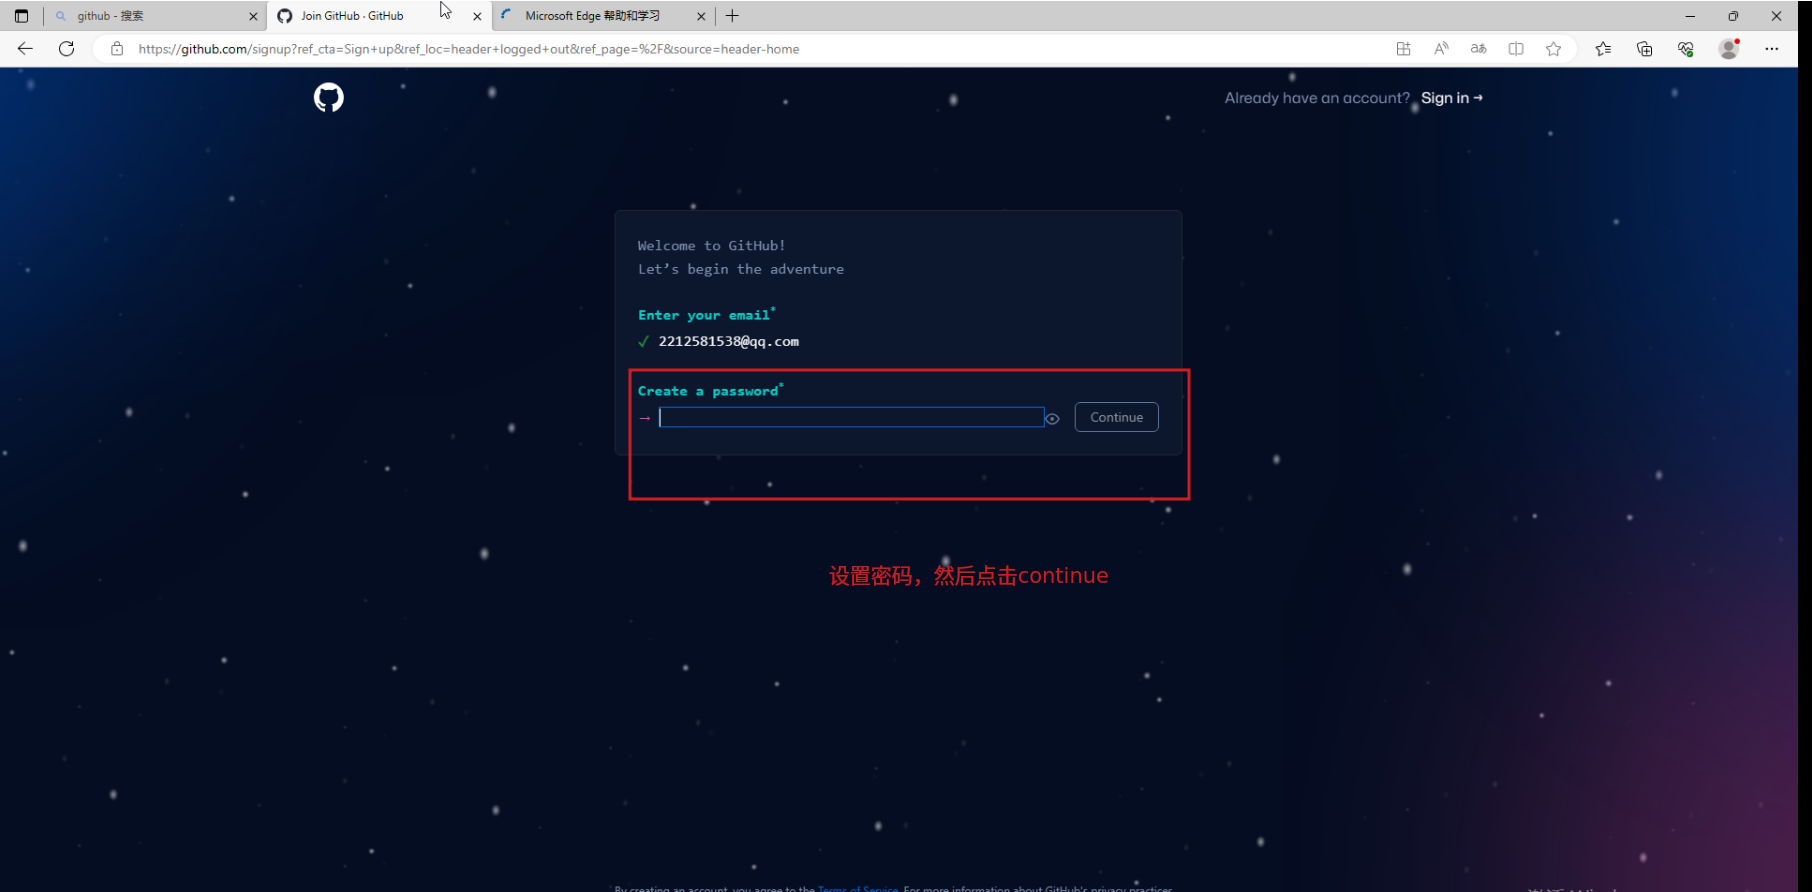 github - 搜索
Join GitHub · GitHub
Microsoft Edge 帮助和学习
https://github.com/signup?ref_cta=Sign+up&ref_loc=header+logged+out&ref_page=%2F&source=header-home
Already have an account? Sign in →
Welcome to GitHub!
Let’s begin the adventure
Enter your email*
✓ 2212581538@qq.com
Create a password*
→
Continue
设置密码，然后点击continue
By creating an account, you agree to the Terms of Service. For more information about GitHub's privacy practices,